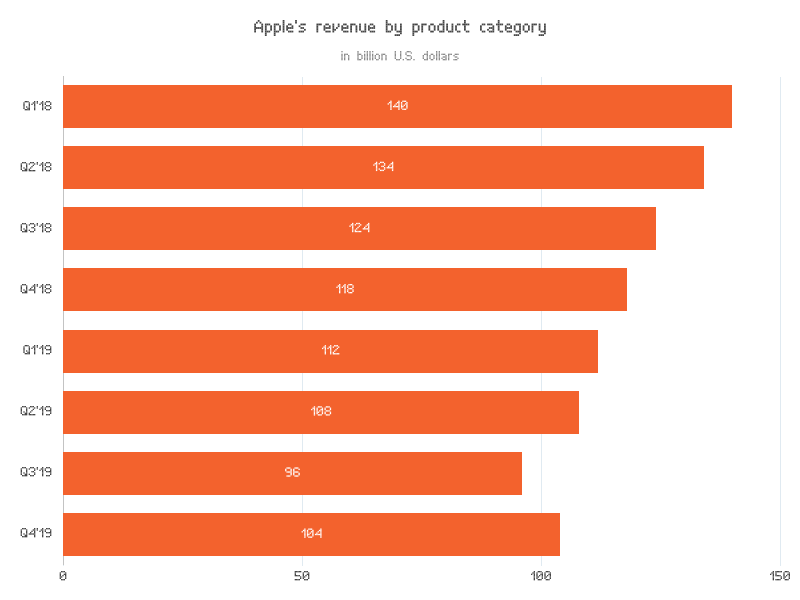 Apple's revenue by product category
in billion U.S. dollars
Q1'18 140
Q2'18 134
Q3'18 124
Q4'18 118
Q1'19 112
Q2'19 108
Q3'19 96
Q4'19 104
0 50 100 150